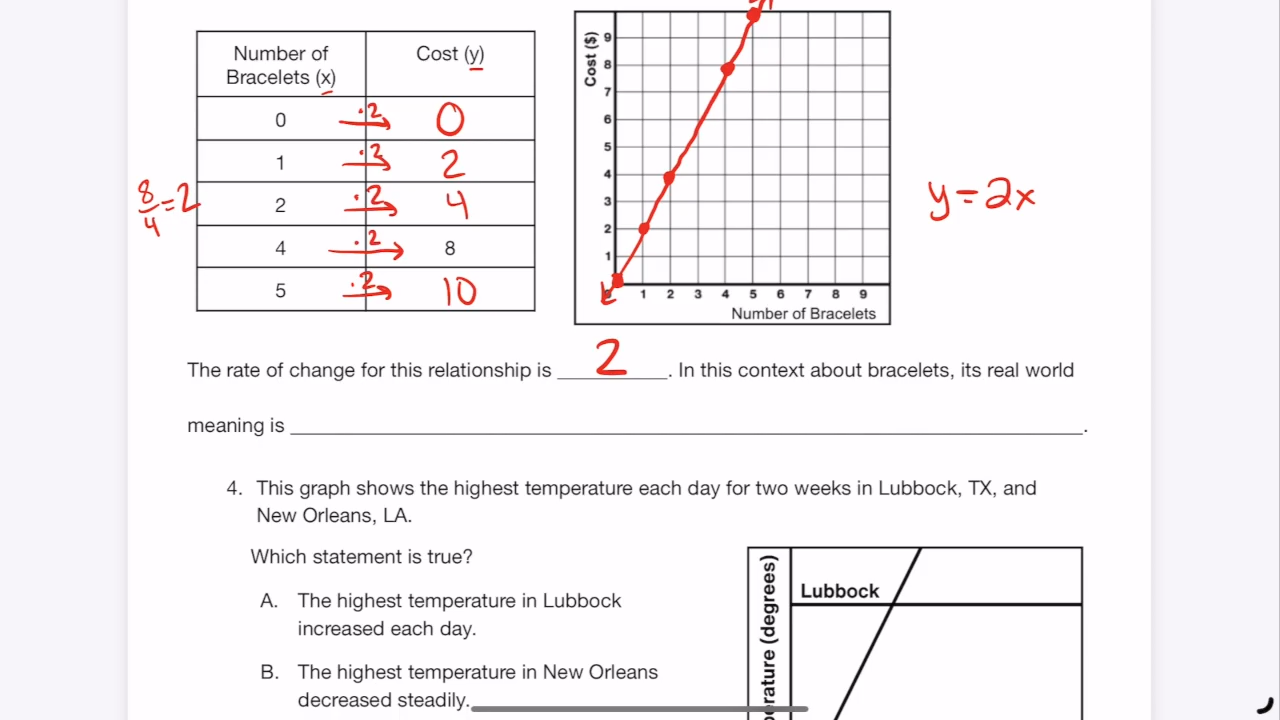 Number of
Bracelets (x)
Cost (y)
0 ·2 0
1 ·2 2
8/4=2
2 ·2 4
4 ·2 8
5 ·2 10
Cost ($)
9
8
7
6
5
4
3
2
1
1 2 3 4 5 6 7 8 9
Number of Bracelets
y=2x
The rate of change for this relationship is 2. In this context about bracelets, its real world
meaning is ____.
4. This graph shows the highest temperature each day for two weeks in Lubbock, TX, and
New Orleans, LA.
Which statement is true?
A. The highest temperature in Lubbock
increased each day.
B. The highest temperature in New Orleans
decreased steadily.
erature (degrees)
Lubbock